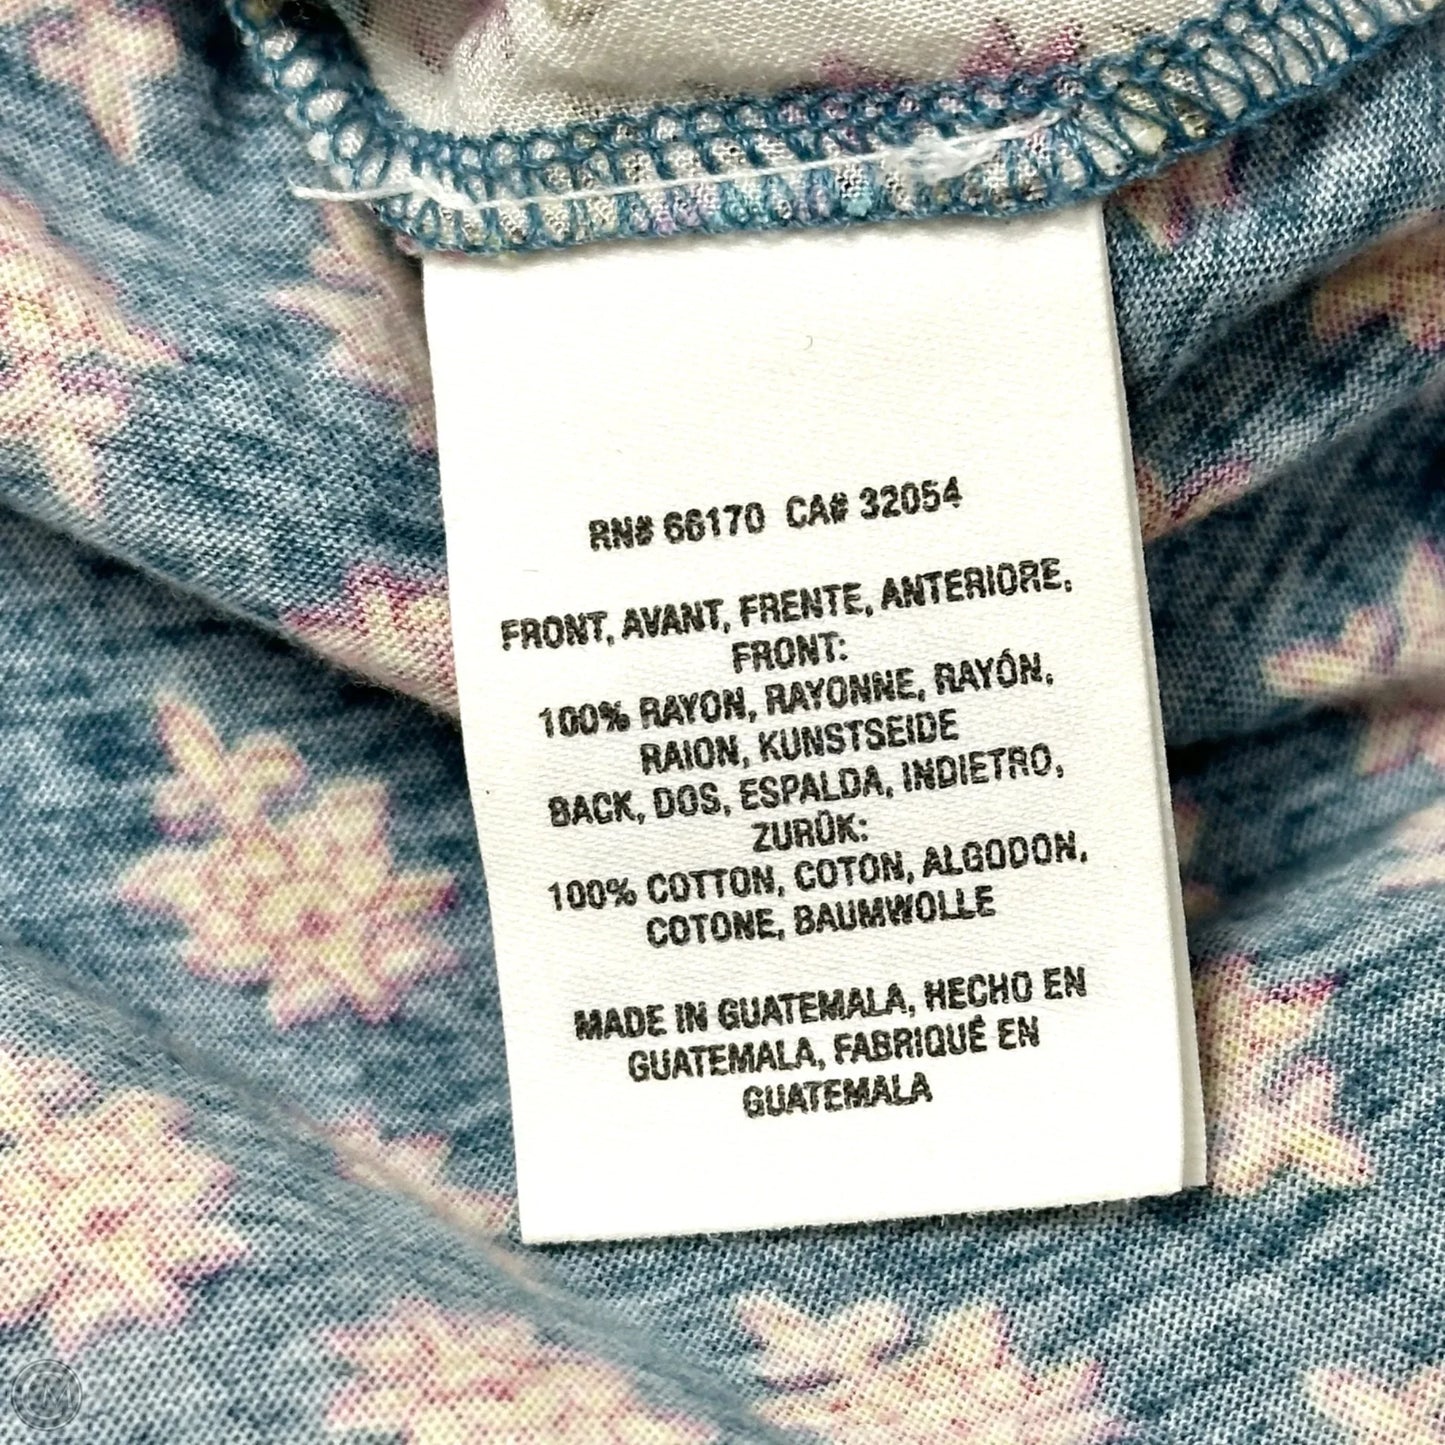 RN# 66170 CA# 32054
FRONT, AVANT, FRENTE, ANTERIORE,
FRONT:
100% RAYON, RAYONNE, RAYÓN,
RAION, KUNSTSEIDE
BACK, DOS, ESPALDA, INDIETRO,
ZURÜK:
100% COTTON, COTON, ALGODON,
COTONE, BAUMWOLLE
MADE IN GUATEMALA, HECHO EN
GUATEMALA, FABRIQUÉ EN
GUATEMALA